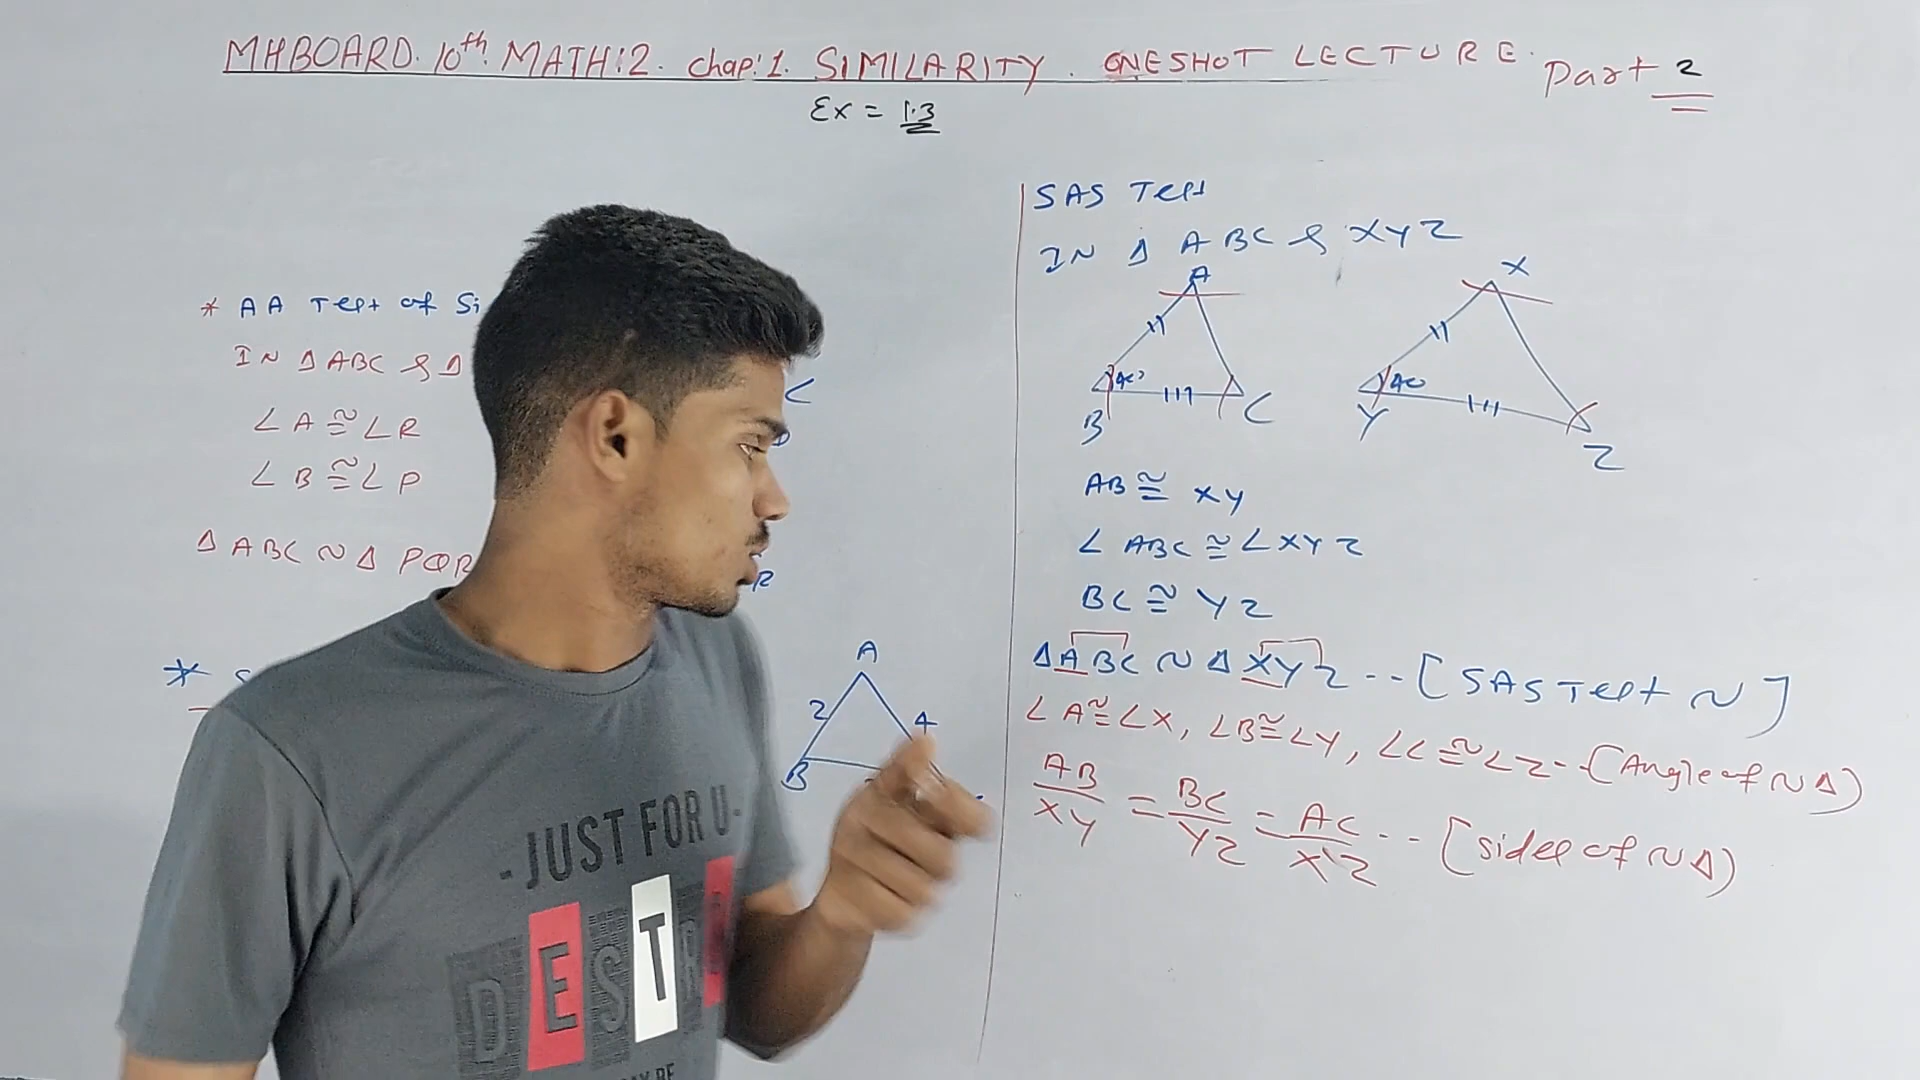 MHBOARD. 10th. MATH:2. chap:1. SIMILARITY. ONESHOT LECTURE. Part 2
Ex = 1.3
* AA Test of Si
IN Δ ABC & Δ
∠ A ≅ ∠ R
∠ B ≅ ∠ P
Δ ABC ~ Δ PQR
*
C
R
A
2
4
B
SAS Test
IN Δ ABC & XYZ
A
X
40°
40
B
C
Y
Z
AB ≅ XY
∠ ABC ≅ ∠ XYZ
BC ≅ YZ
Δ ABC ~ Δ XYZ -- [SAS Test ~]
∠A ≅ ∠X, ∠B ≅ ∠Y, ∠C ≅ ∠Z -- (Angle of ~ Δ)
AB/XY = BC/YZ = AC/XZ -- [sides of ~ Δ)
- JUST FOR U -
DESTR